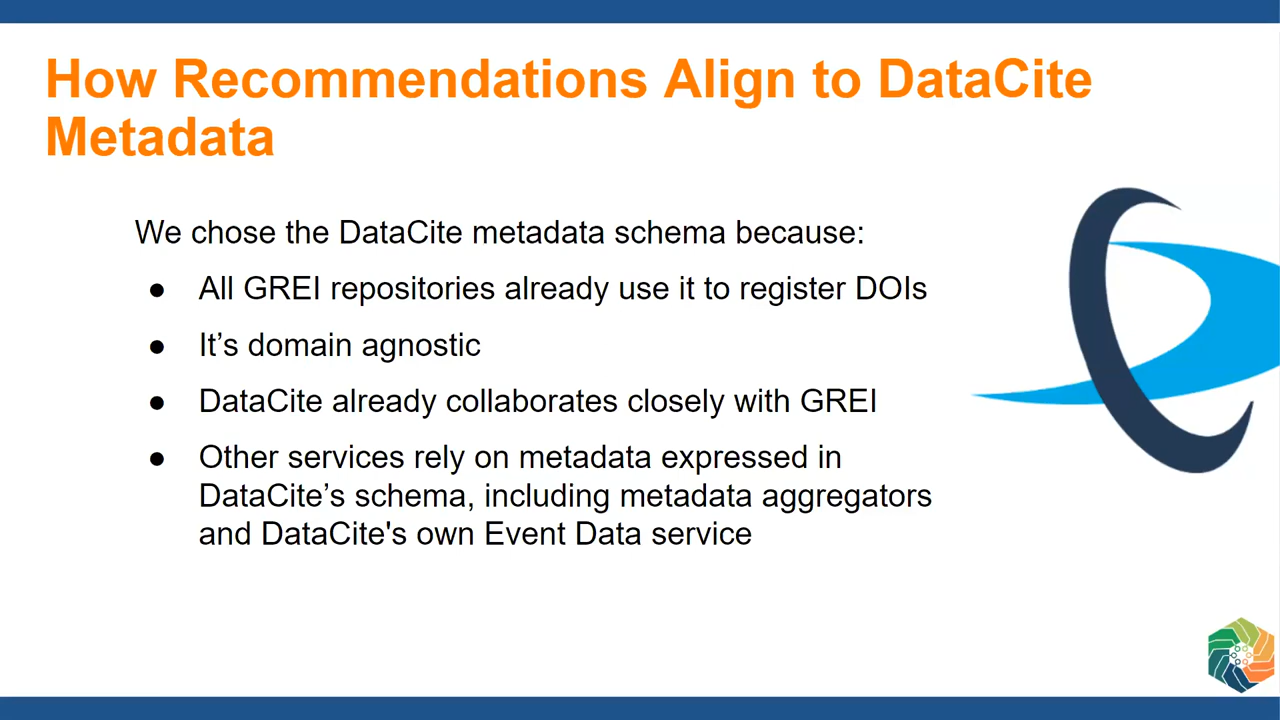 How Recommendations Align to DataCite
Metadata
We chose the DataCite metadata schema because:
● All GREI repositories already use it to register DOIs
● It’s domain agnostic
● DataCite already collaborates closely with GREI
● Other services rely on metadata expressed in
DataCite’s schema, including metadata aggregators
and DataCite's own Event Data service